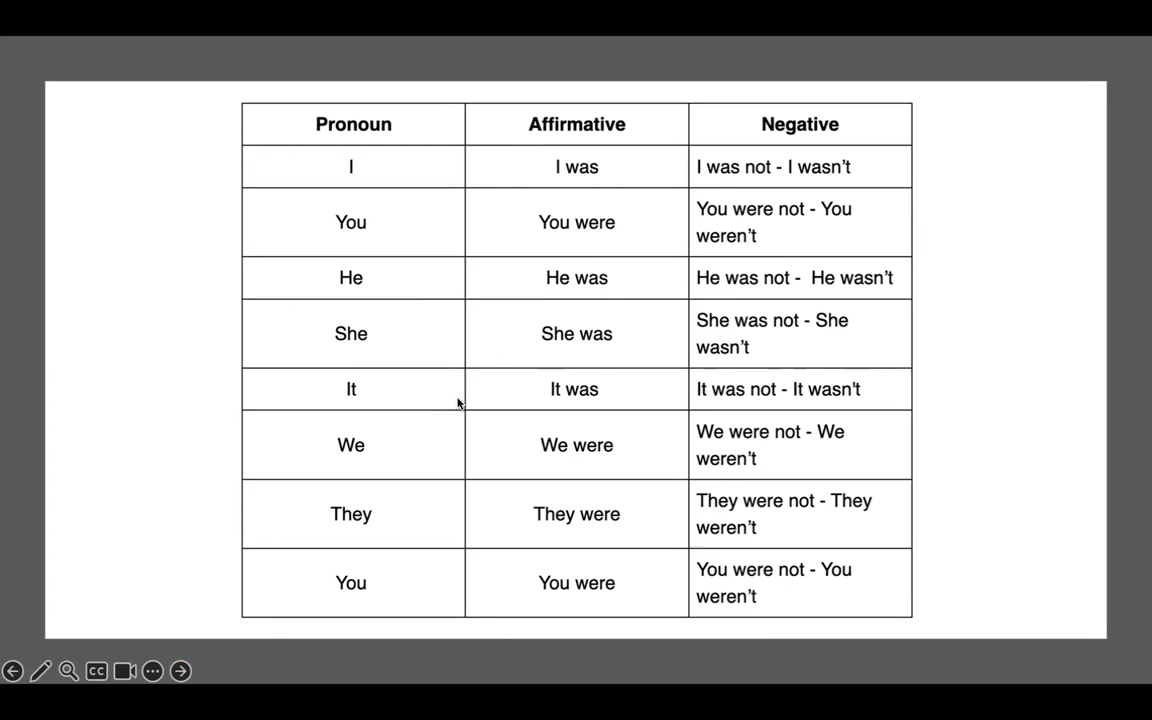 Pronoun Affirmative Negative
I I was I was not - I wasn’t
You You were You were not - You
weren’t
He He was He was not -  He wasn’t
She She was She was not - She
wasn’t
It It was It was not - It wasn't
We We were We were not - We
weren’t
They They were They were not - They
weren’t
You You were You were not - You
weren’t
CC